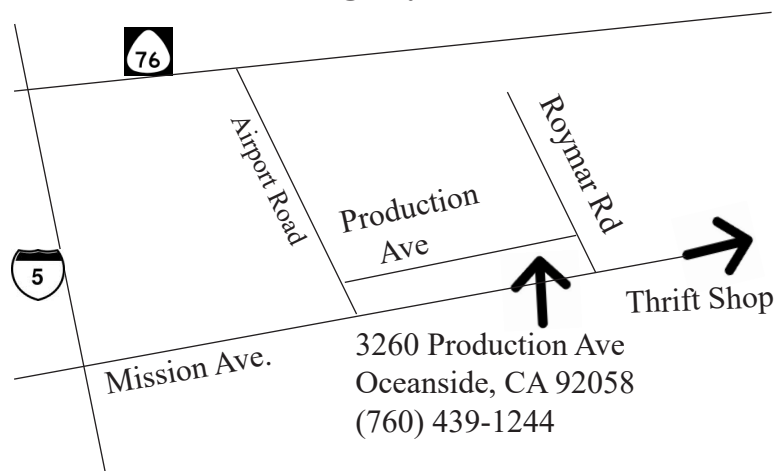 76
Airport Road
Roymar Rd
Production
Ave
5
Thrift Shop
Mission Ave.
3260 Production Ave
Oceanside, CA 92058
(760) 439-1244